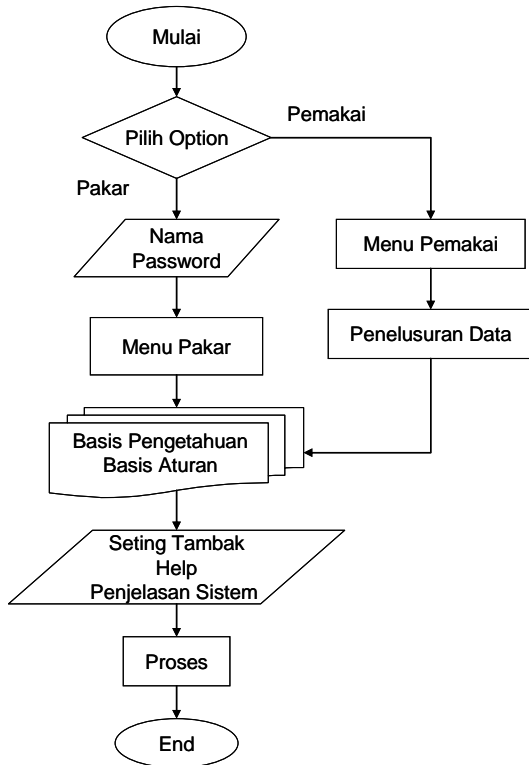 Mulai
Pilih Option
Pemakai
Pakar
Nama
Password
Menu Pemakai
Menu Pakar
Penelusuran Data
Basis Pengetahuan
Basis Aturan
Seting Tambak
Help
Penjelasan Sistem
Proses
End